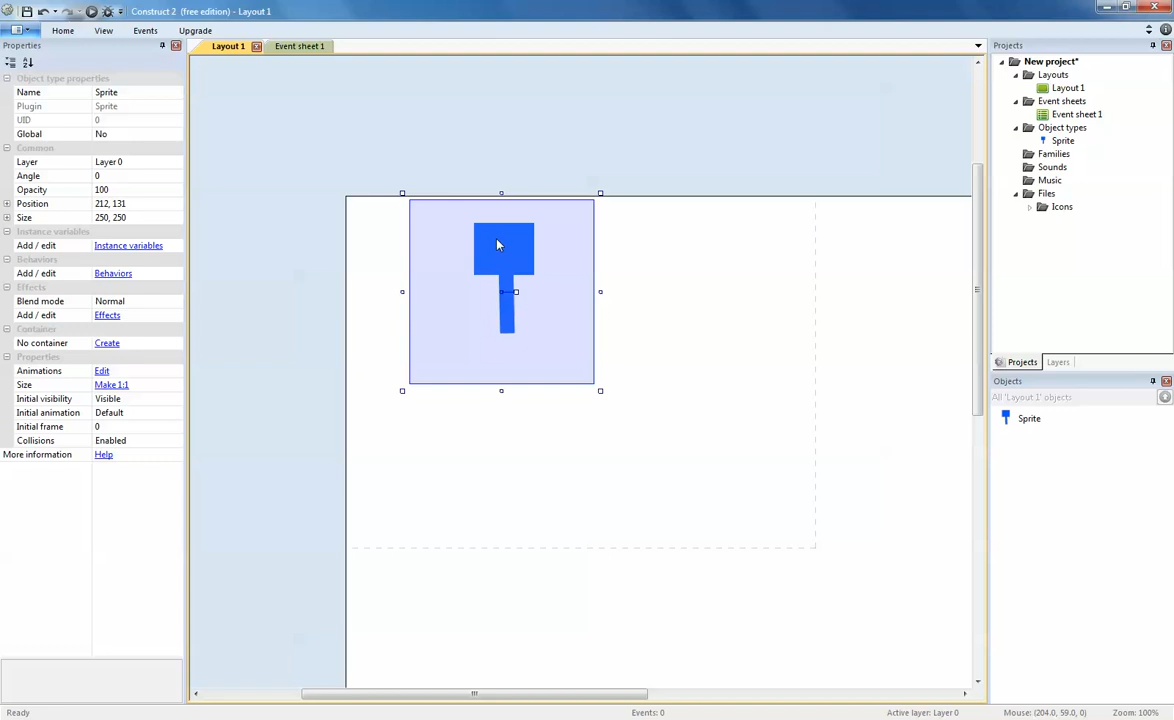 Construct 2 (free edition) - Layout 1
Home View Events Upgrade
Properties
Layout 1
Event sheet 1
Projects
Object type properties
Name Sprite
Plugin Sprite
UID 0
Global No
Common
Layer Layer 0
Angle 0
Opacity 100
Position 212, 131
Size 250, 250
Instance variables
Add / edit Instance variables
Behaviors
Add / edit Behaviors
Effects
Blend mode Normal
Add / edit Effects
Container
No container Create
Properties
Animations Edit
Size Make 1:1
Initial visibility Visible
Initial animation Default
Initial frame 0
Collisions Enabled
More information Help
New project*
Layouts
Layout 1
Event sheets
Event sheet 1
Object types
Sprite
Families
Sounds
Music
Files
Icons
Projects Layers
Objects
All 'Layout 1' objects
Sprite
Ready
Events: 0
Active layer: Layer 0
Mouse: (204.0, 59.0, 0)
Zoom: 100%